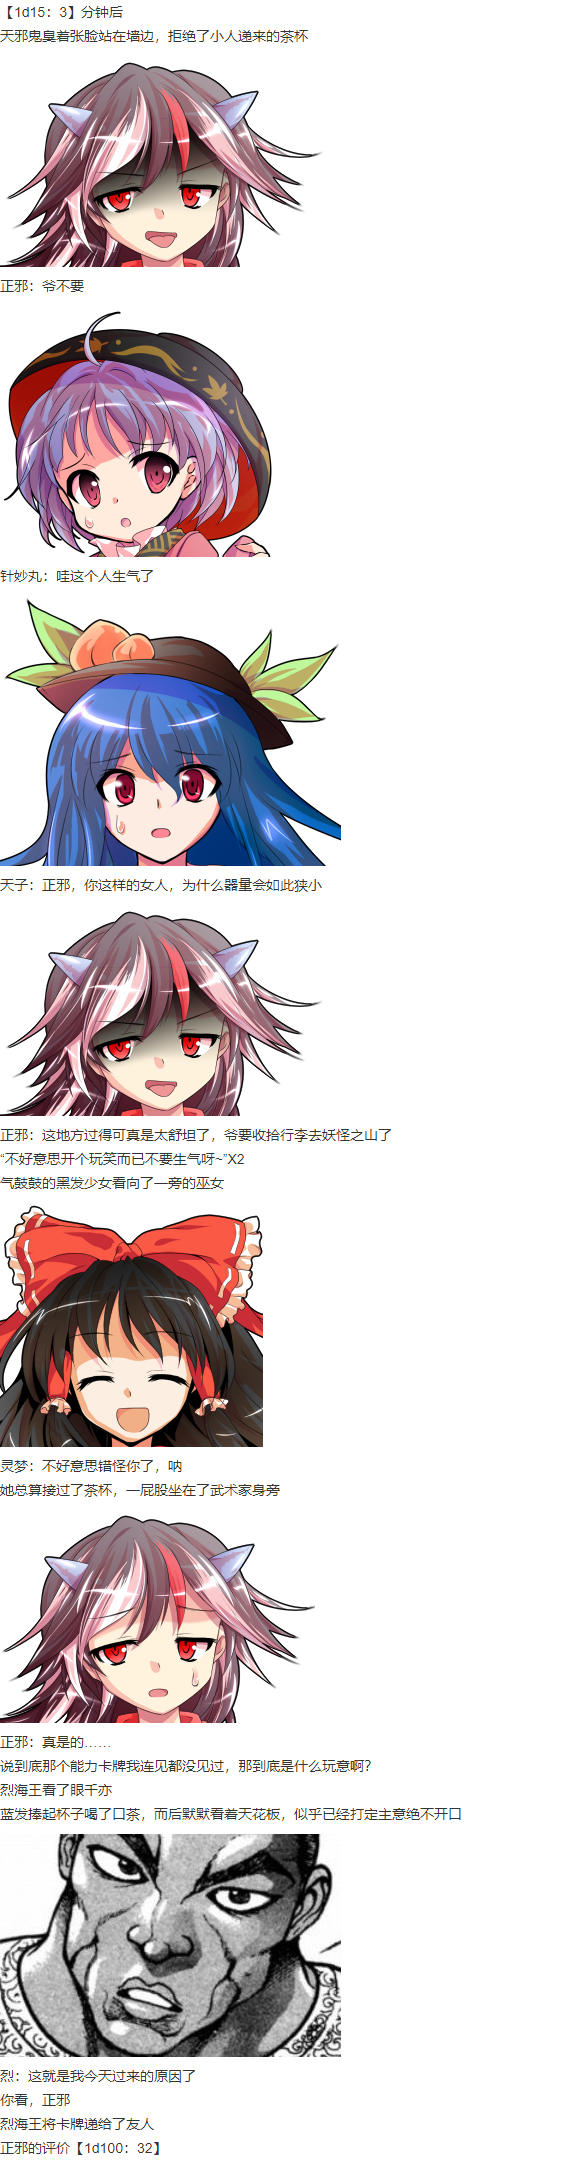 【1d15：3】分钟后
天邪鬼臭着张脸站在墙边，拒绝了小人递来的茶杯
正邪：爷不要
针妙丸：哇这个人生气了
天子：正邪，你这样的女人，为什么器量会如此狭小
正邪：这地方过得可真是太舒坦了，爷要收拾行李去妖怪之山了
“不好意思开个玩笑而已不要生气呀~”X2
气鼓鼓的黑发少女看向了一旁的巫女
灵梦：不好意思错怪你了，呐
她总算接过了茶杯，一屁股坐在了武术家身旁
正邪：真是的……
说到底那个能力卡牌我连见都没见过，那到底是什么玩意啊？
烈海王看了眼千亦
蓝发捧起杯子喝了口茶，而后默默看着天花板，似乎已经打定主意绝不开口
烈：这就是我今天过来的原因了
你看，正邪
烈海王将卡牌递给了友人
正邪的评价【1d100：32】